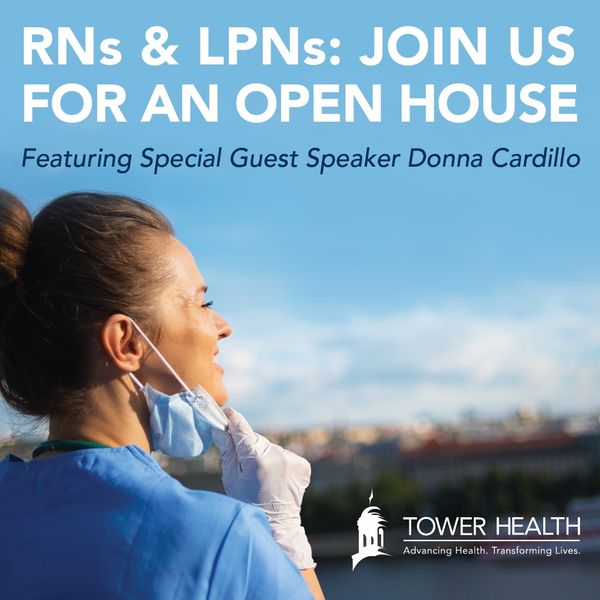 RNs & LPNs: JOIN US
FOR AN OPEN HOUSE
Featuring Special Guest Speaker Donna Cardillo
TOWER HEALTH
Advancing Health. Transforming Lives.